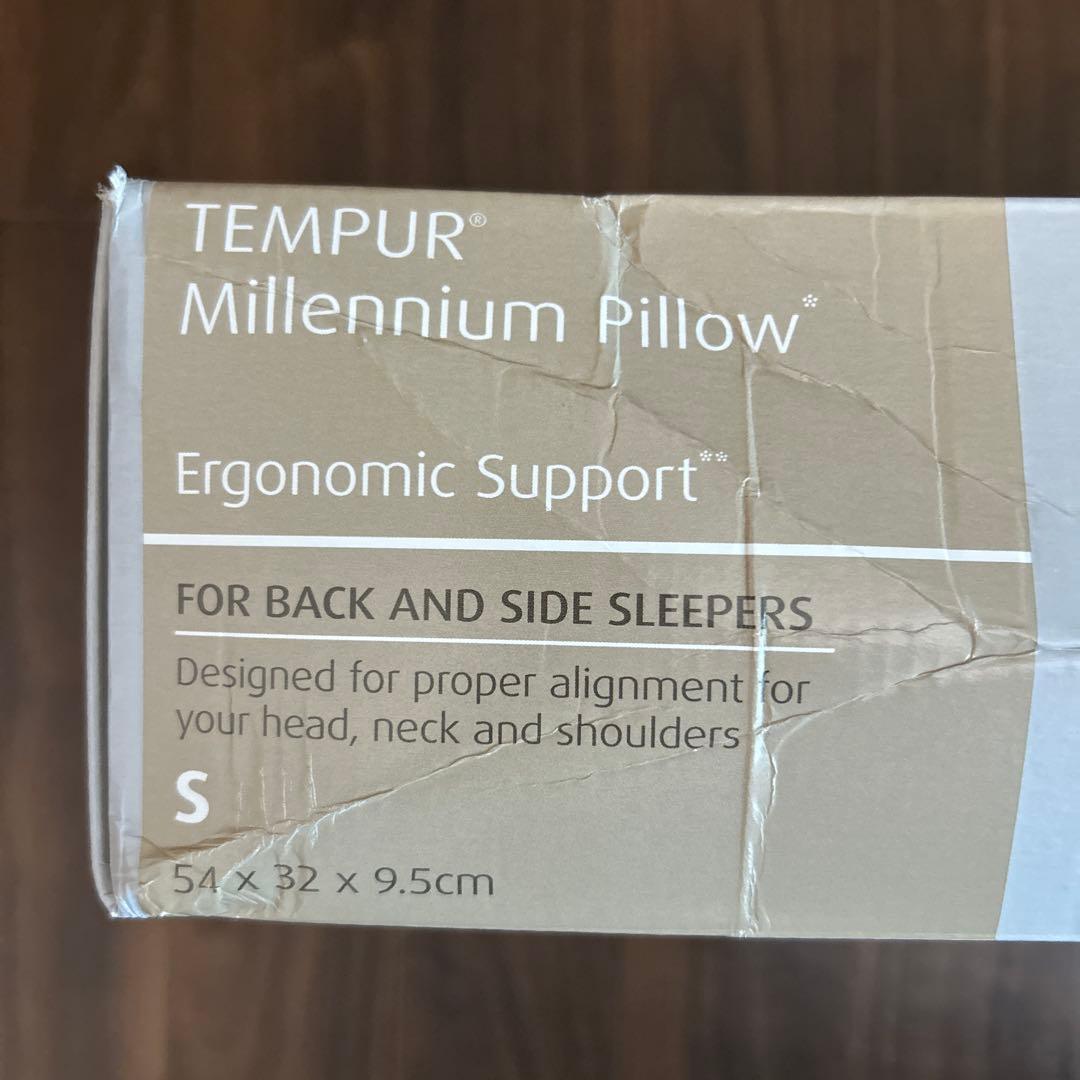 TEMPUR®
Millennium Pillow*
Ergonomic Support**
FOR BACK AND SIDE SLEEPERS
Designed for proper alignment for
your head, neck and shoulders
S
54 x 32 x 9.5cm